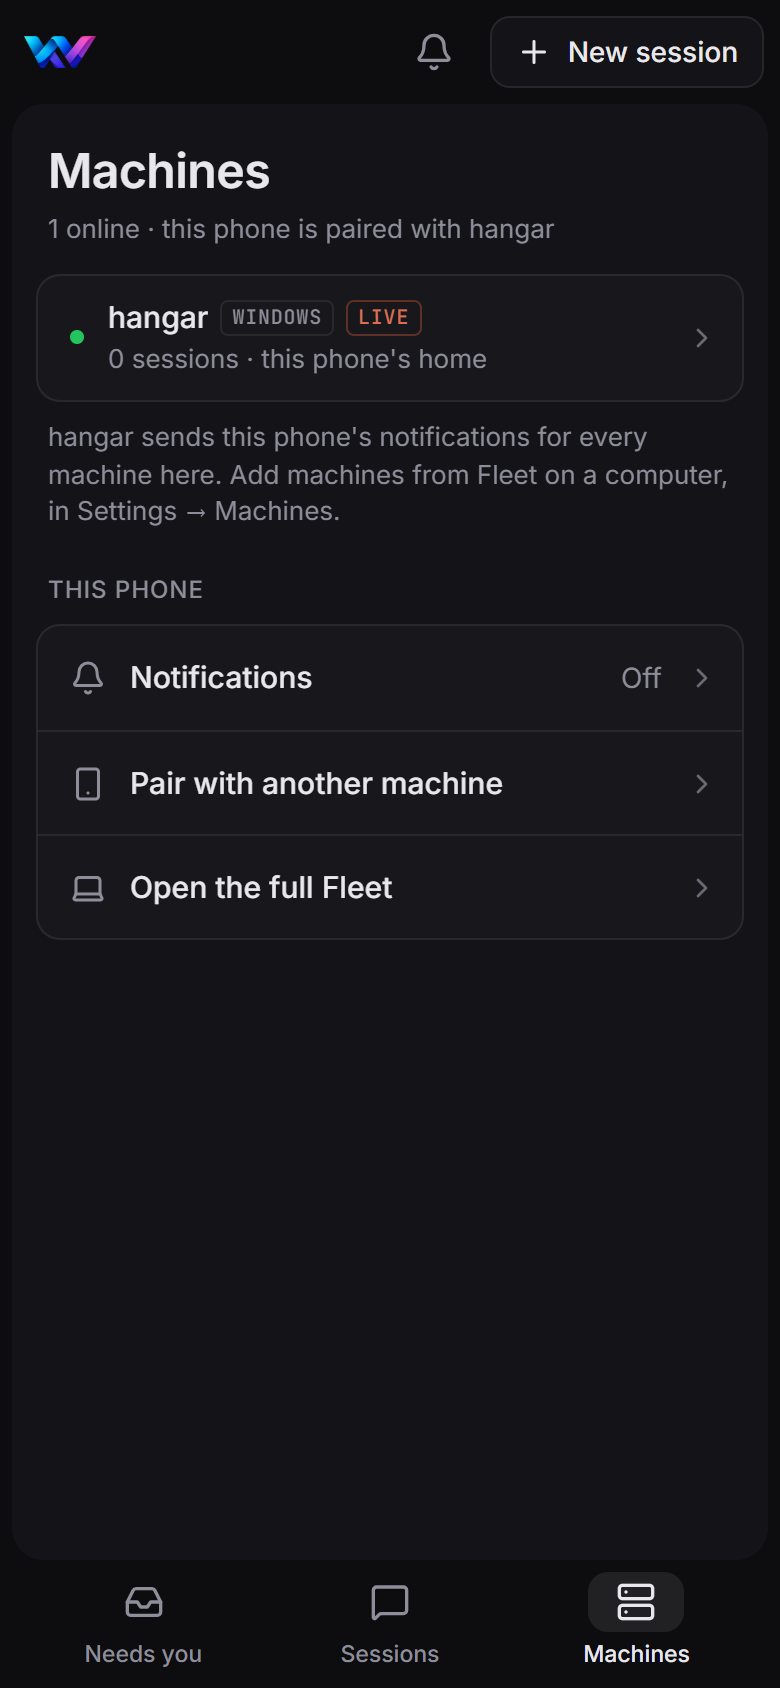 New session
Machines
1 online · this phone is paired with hangar
hangar WINDOWS LIVE
0 sessions · this phone's home
hangar sends this phone's notifications for every
machine here. Add machines from Fleet on a computer,
in Settings → Machines.
THIS PHONE
Notifications Off
Pair with another machine
Open the full Fleet
Needs you Sessions Machines